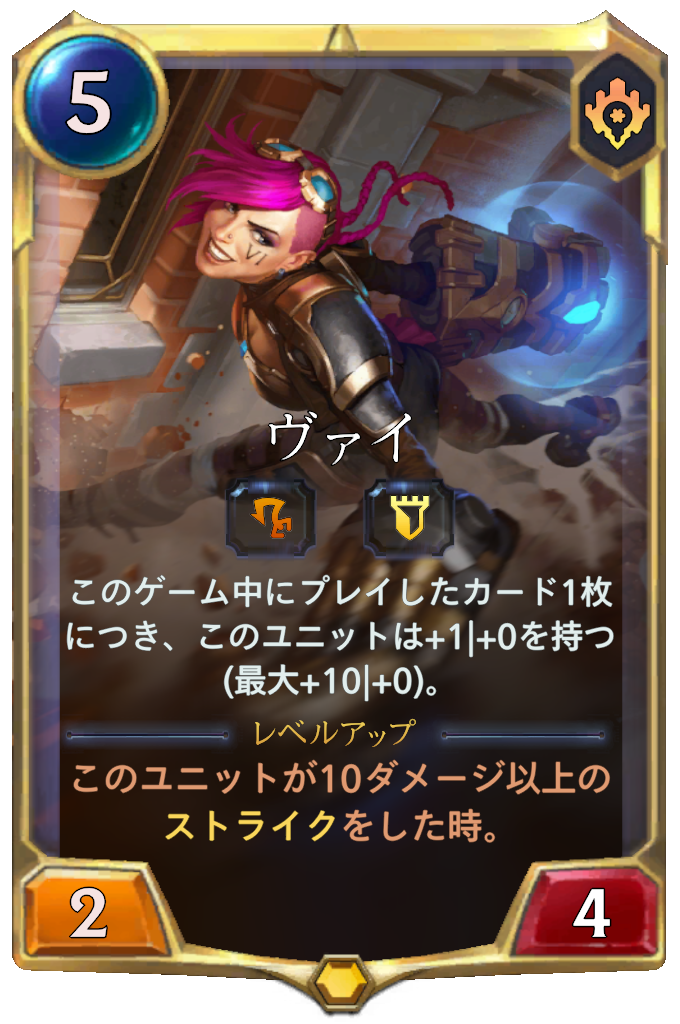 5
VI
ヴァイ
このゲーム中にプレイしたカード1枚
につき、このユニットは+1|+0を持つ
(最大+10|+0)。
レベルアップ
このユニットが10ダメージ以上の
ストライクをした時。
2
4